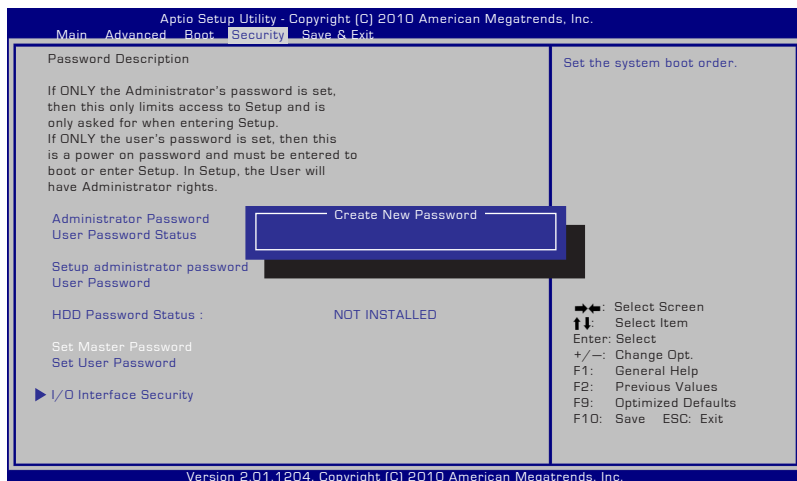 Aptio Setup Utility - Copyright (C) 2010 American Megatrends, Inc.
Main Advanced Boot Security Save & Exit
Password Description
If ONLY the Administrator's password is set,
then this only limits access to Setup and is
only asked for when entering Setup.
If ONLY the user's password is set, then this
is a power on password and must be entered to
boot or enter Setup. In Setup, the User will
have Administrator rights.
Administrator Password
User Password Status
Create New Password
Setup administrator password
User Password
HDD Password Status : NOT INSTALLED
Set Master Password
Set User Password
I/O Interface Security
Set the system boot order.
→←: Select Screen
↑↓: Select Item
Enter: Select
+/—: Change Opt.
F1: General Help
F2: Previous Values
F9: Optimized Defaults
F10: Save ESC: Exit
Version 2.01.1204. Copyright (C) 2010 American Megatrends, Inc.